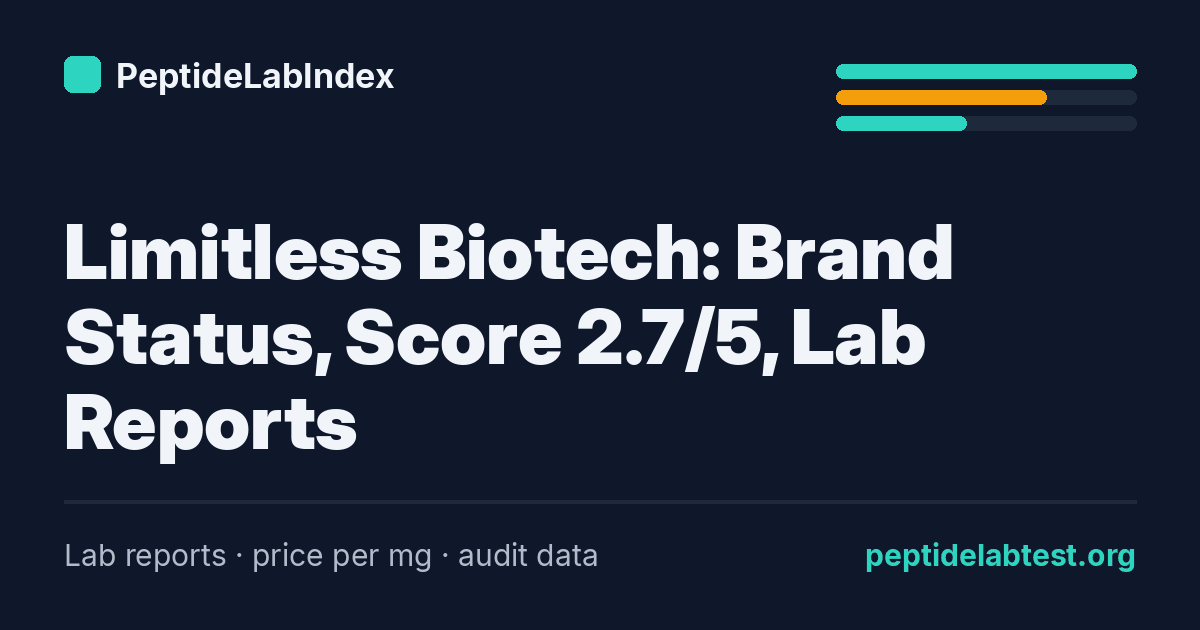 PeptideLabIndex
Limitless Biotech: Brand
Status, Score 2.7/5, Lab
Reports
Lab reports · price per mg · audit data
peptidelabtest.org